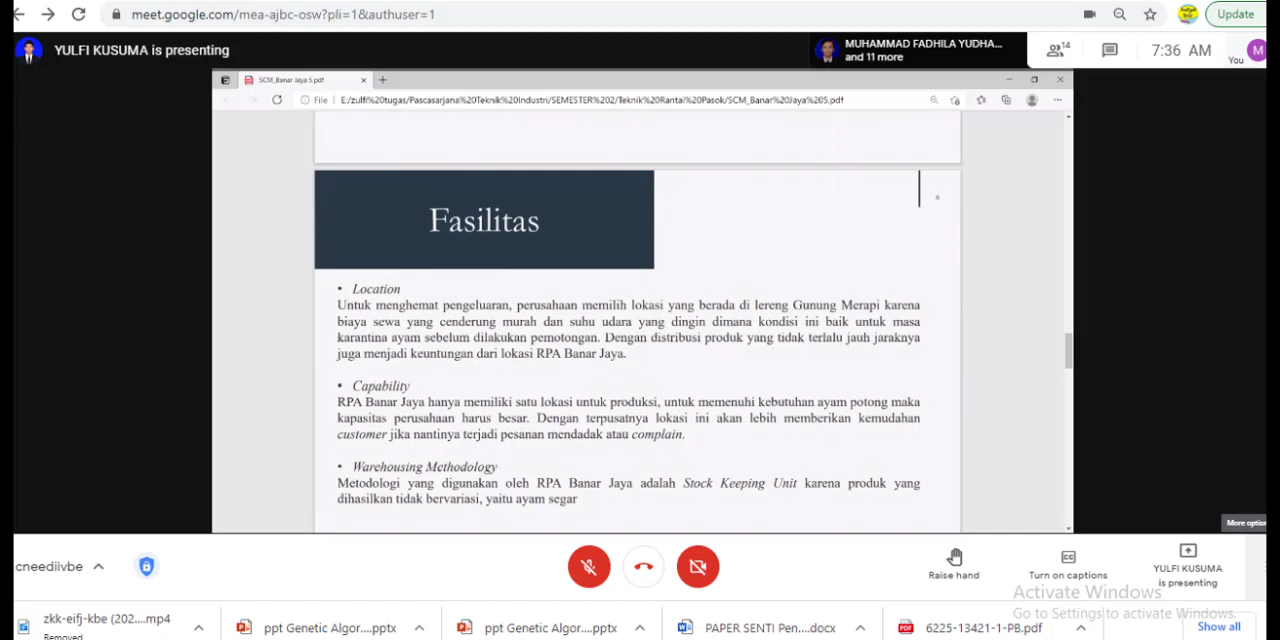 meet.google.com/mea-ajbc-osw?pli=1&authuser=1
Update
YULFI KUSUMA is presenting
MUHAMMAD FADHILA YUDHA...
and 11 more
14
7:36 AM
You
M
SCM_Banar Jaya 5.pdf
File | E:/zulfi%20tugas/Pascasarjana%20Teknik%20Industri/SEMESTER%202/Teknik%20Rantai%20Pasok/SCM_Banar%20Jaya%205.pdf
Fasilitas
8
• Location
Untuk menghemat pengeluaran, perusahaan memilih lokasi yang berada di lereng Gunung Merapi karena
biaya sewa yang cenderung murah dan suhu udara yang dingin dimana kondisi ini baik untuk masa
karantina ayam sebelum dilakukan pemotongan. Dengan distribusi produk yang tidak terlalu jauh jaraknya
juga menjadi keuntungan dari lokasi RPA Banar Jaya.
• Capability
RPA Banar Jaya hanya memiliki satu lokasi untuk produksi, untuk memenuhi kebutuhan ayam potong maka
kapasitas perusahaan harus besar. Dengan terpusatnya lokasi ini akan lebih memberikan kemudahan
customer jika nantinya terjadi pesanan mendadak atau complain.
• Warehousing Methodology
Metodologi yang digunakan oleh RPA Banar Jaya adalah Stock Keeping Unit karena produk yang
dihasilkan tidak bervariasi, yaitu ayam segar
More optio
cneediivbe
Raise hand
Turn on captions
YULFI KUSUMA
is presenting
Activate Windows
Go to Settings to activate Windows.
zkk-eifj-kbe (202....mp4
Removed
ppt Genetic Algor....pptx
ppt Genetic Algor....pptx
PAPER SENTI Pen....docx
6225-13421-1-PB.pdf
Show all